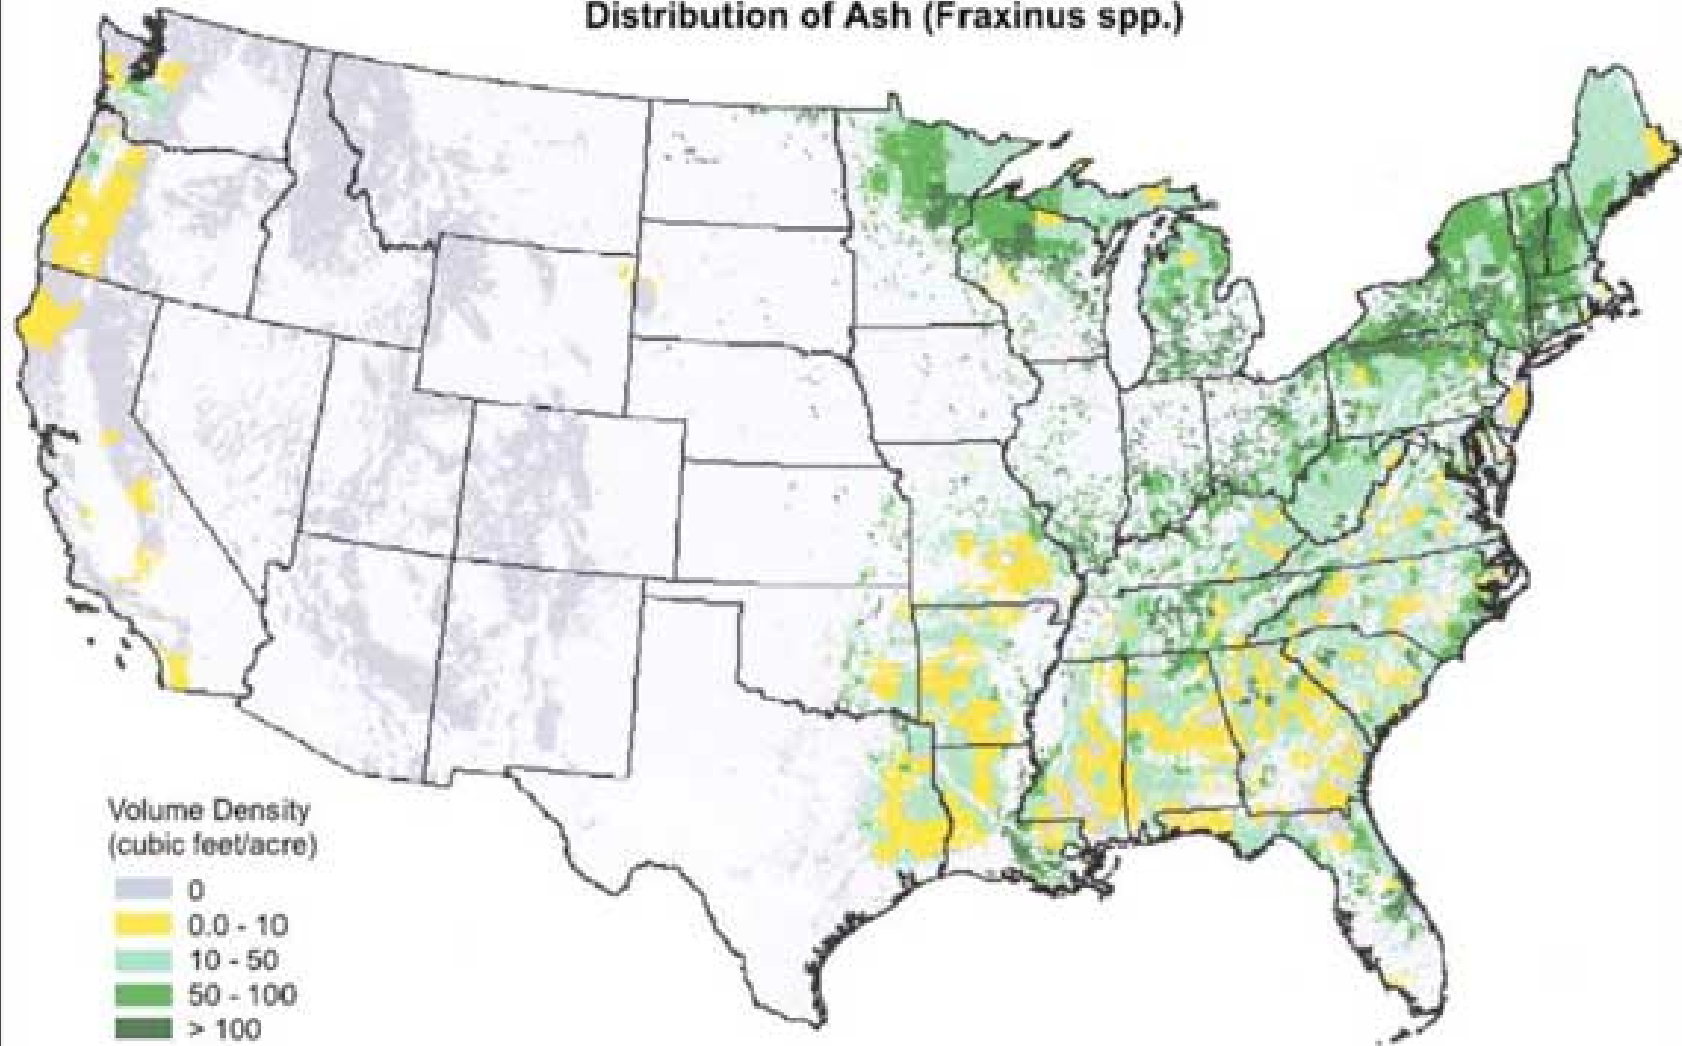 Distribution of Ash (Fraxinus spp.)
Volume Density
(cubic feet/acre)
0
0.0 - 10
10 - 50
50 - 100
> 100